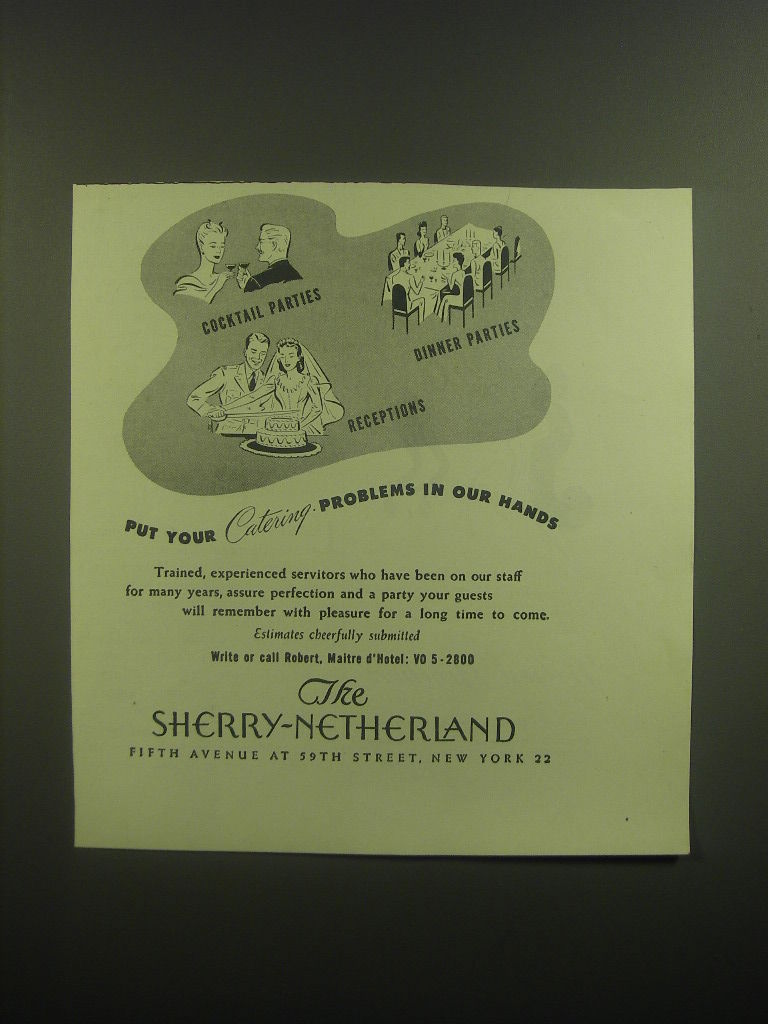 COCKTAIL PARTIES
DINNER PARTIES
RECEPTIONS
PUT YOUR Catering PROBLEMS IN OUR HANDS
Trained, experienced servitors who have been on our staff
for many years, assure perfection and a party your guests
will remember with pleasure for a long time to come.
Estimates cheerfully submitted
Write or call Robert, Maitre d'Hotel: VO 5-2800
The
SHERRY-NETHERLAND
FIFTH AVENUE AT 59TH STREET, NEW YORK 22